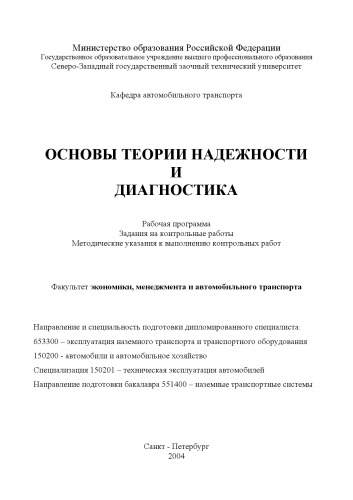 Министерство образования Российской Федерации
Государственное образовательное учреждение высшего профессионального образования
Северо-Западный государственный заочный технический университет
Кафедра автомобильного транспорта
ОСНОВЫ ТЕОРИИ НАДЕЖНОСТИ
И
ДИАГНОСТИКА
Рабочая программа
Задания на контрольные работы
Методические указания к выполнению контрольных работ
Факультет экономики, менеджмента и автомобильного транспорта
Направление и специальность подготовки дипломированного специалиста:
653300 – эксплуатация наземного транспорта и транспортного оборудования
150200 - автомобили и автомобильное хозяйство
Специализация 150201 – техническая эксплуатация автомобилей
Направление подготовки бакалавра 551400 – наземные транспортные системы
Санкт - Петербург
2004